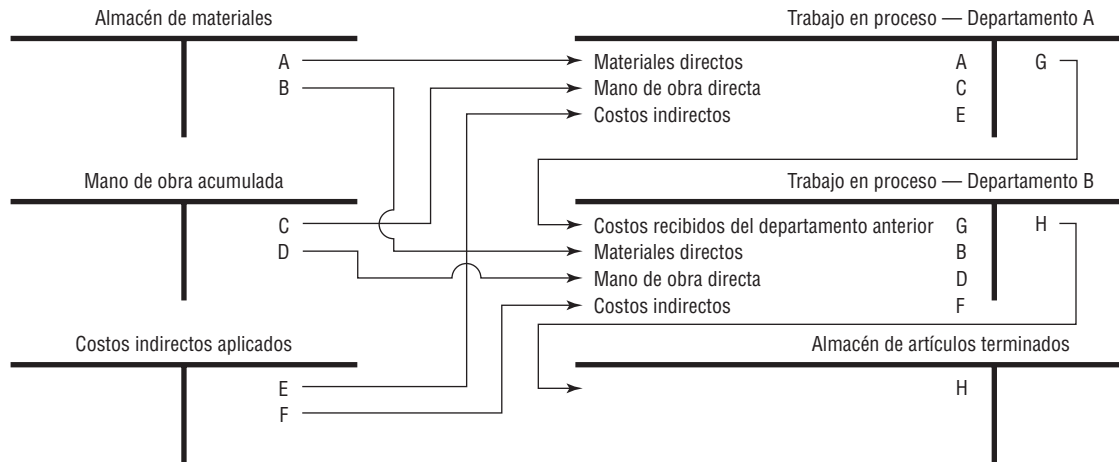 Almacén de materiales
A
B
Trabajo en proceso — Departamento A
Materiales directos A G
Mano de obra directa C
Costos indirectos E
Mano de obra acumulada
C
D
Trabajo en proceso — Departamento B
Costos recibidos del departamento anterior G H
Materiales directos B
Mano de obra directa D
Costos indirectos F
Costos indirectos aplicados
E
F
Almacén de artículos terminados
H